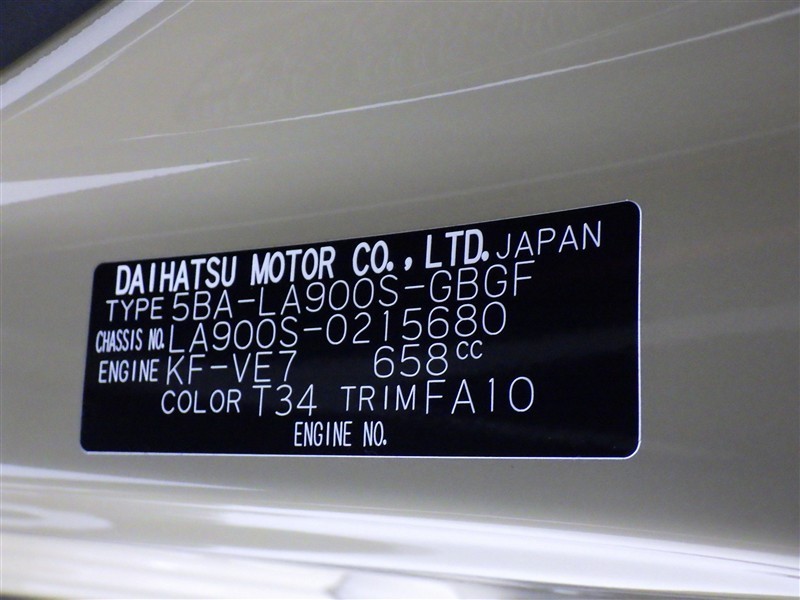 DAIHATSU MOTOR CO., LTD. JAPAN
TYPE 5BA-LA900S-GBGF
CHASSIS NO. LA900S-0215680
ENGINE KF-VE7 658CC
COLOR T34 TRIM FA10
ENGINE NO.